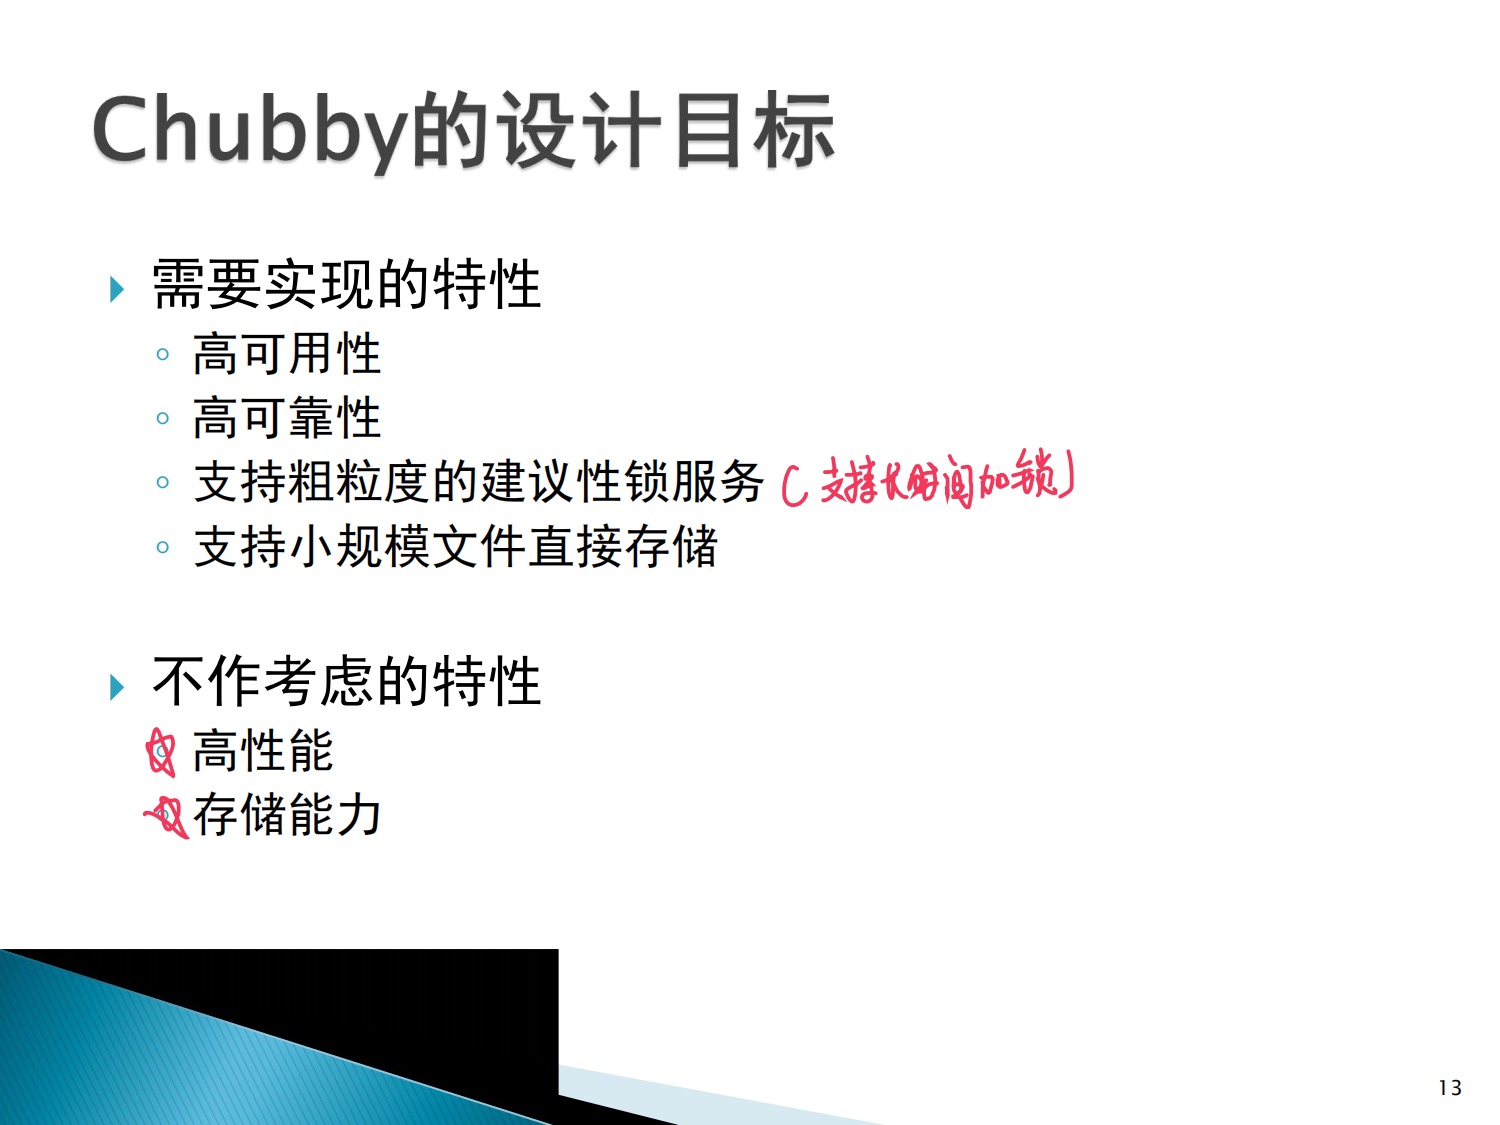 Chubby的设计目标
需要实现的特性
高可用性
高可靠性
支持粗粒度的建议性锁服务（支持长时间加锁）
支持小规模文件直接存储
不作考虑的特性
高性能
存储能力
13